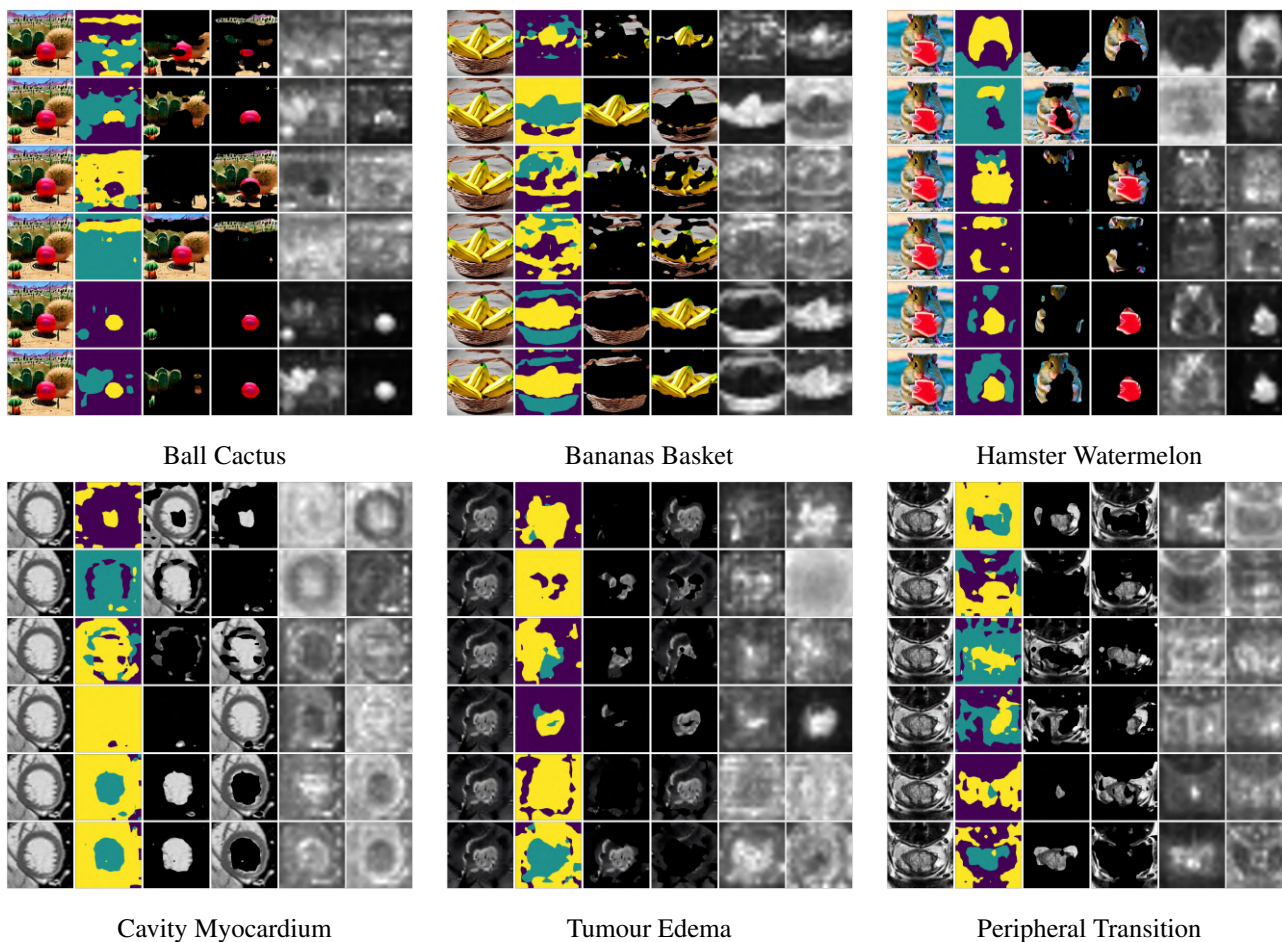 Ball Cactus
Bananas Basket
Hamster Watermelon
Cavity Myocardium
Tumour Edema
Peripheral Transition